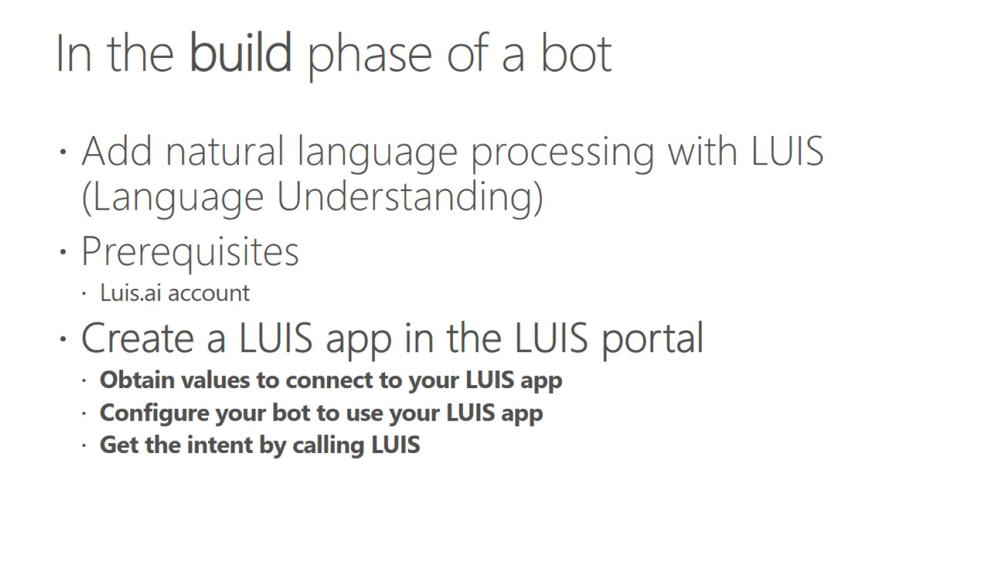 In the build phase of a bot
· Add natural language processing with LUIS
(Language Understanding)
· Prerequisites
· Luis.ai account
· Create a LUIS app in the LUIS portal
· Obtain values to connect to your LUIS app
· Configure your bot to use your LUIS app
· Get the intent by calling LUIS